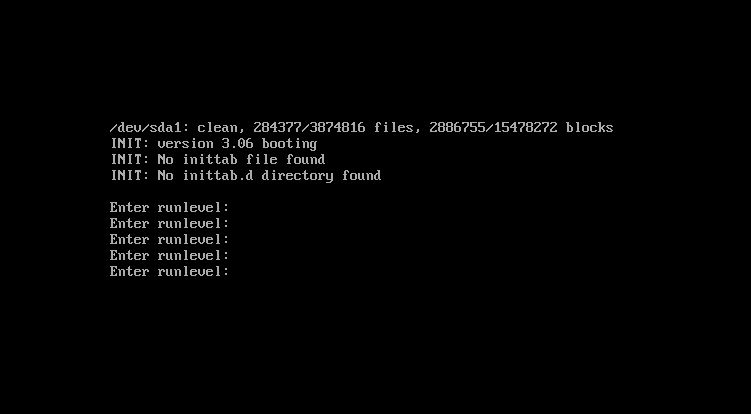 /dev/sda1: clean, 284377/3874816 files, 2886755/15478272 blocks
INIT: version 3.06 booting
INIT: No inittab file found
INIT: No inittab.d directory found
Enter runlevel:
Enter runlevel:
Enter runlevel:
Enter runlevel:
Enter runlevel: